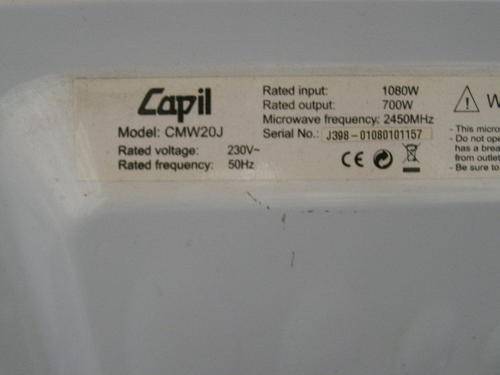 Capil
Model: CMW20J
Rated voltage: 230V~
Rated frequency: 50Hz
Rated input: 1080W
Rated output: 700W
Microwave frequency: 2450MHz
Serial No.: J398-01080101157
CE
W
- This micro
- Do not ope
has a brea
from outlet
- Be sure to